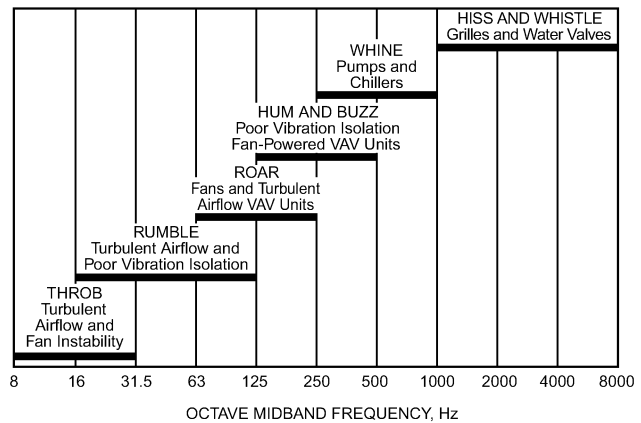 HISS AND WHISTLE
Grilles and Water Valves
WHINE
Pumps and
Chillers
HUM AND BUZZ
Poor Vibration Isolation
Fan-Powered VAV Units
ROAR
Fans and Turbulent
Airflow VAV Units
RUMBLE
Turbulent Airflow and
Poor Vibration Isolation
THROB
Turbulent
Airflow and
Fan Instability
8 16 31.5 63 125 250 500 1000 2000 4000 8000
OCTAVE MIDBAND FREQUENCY, Hz